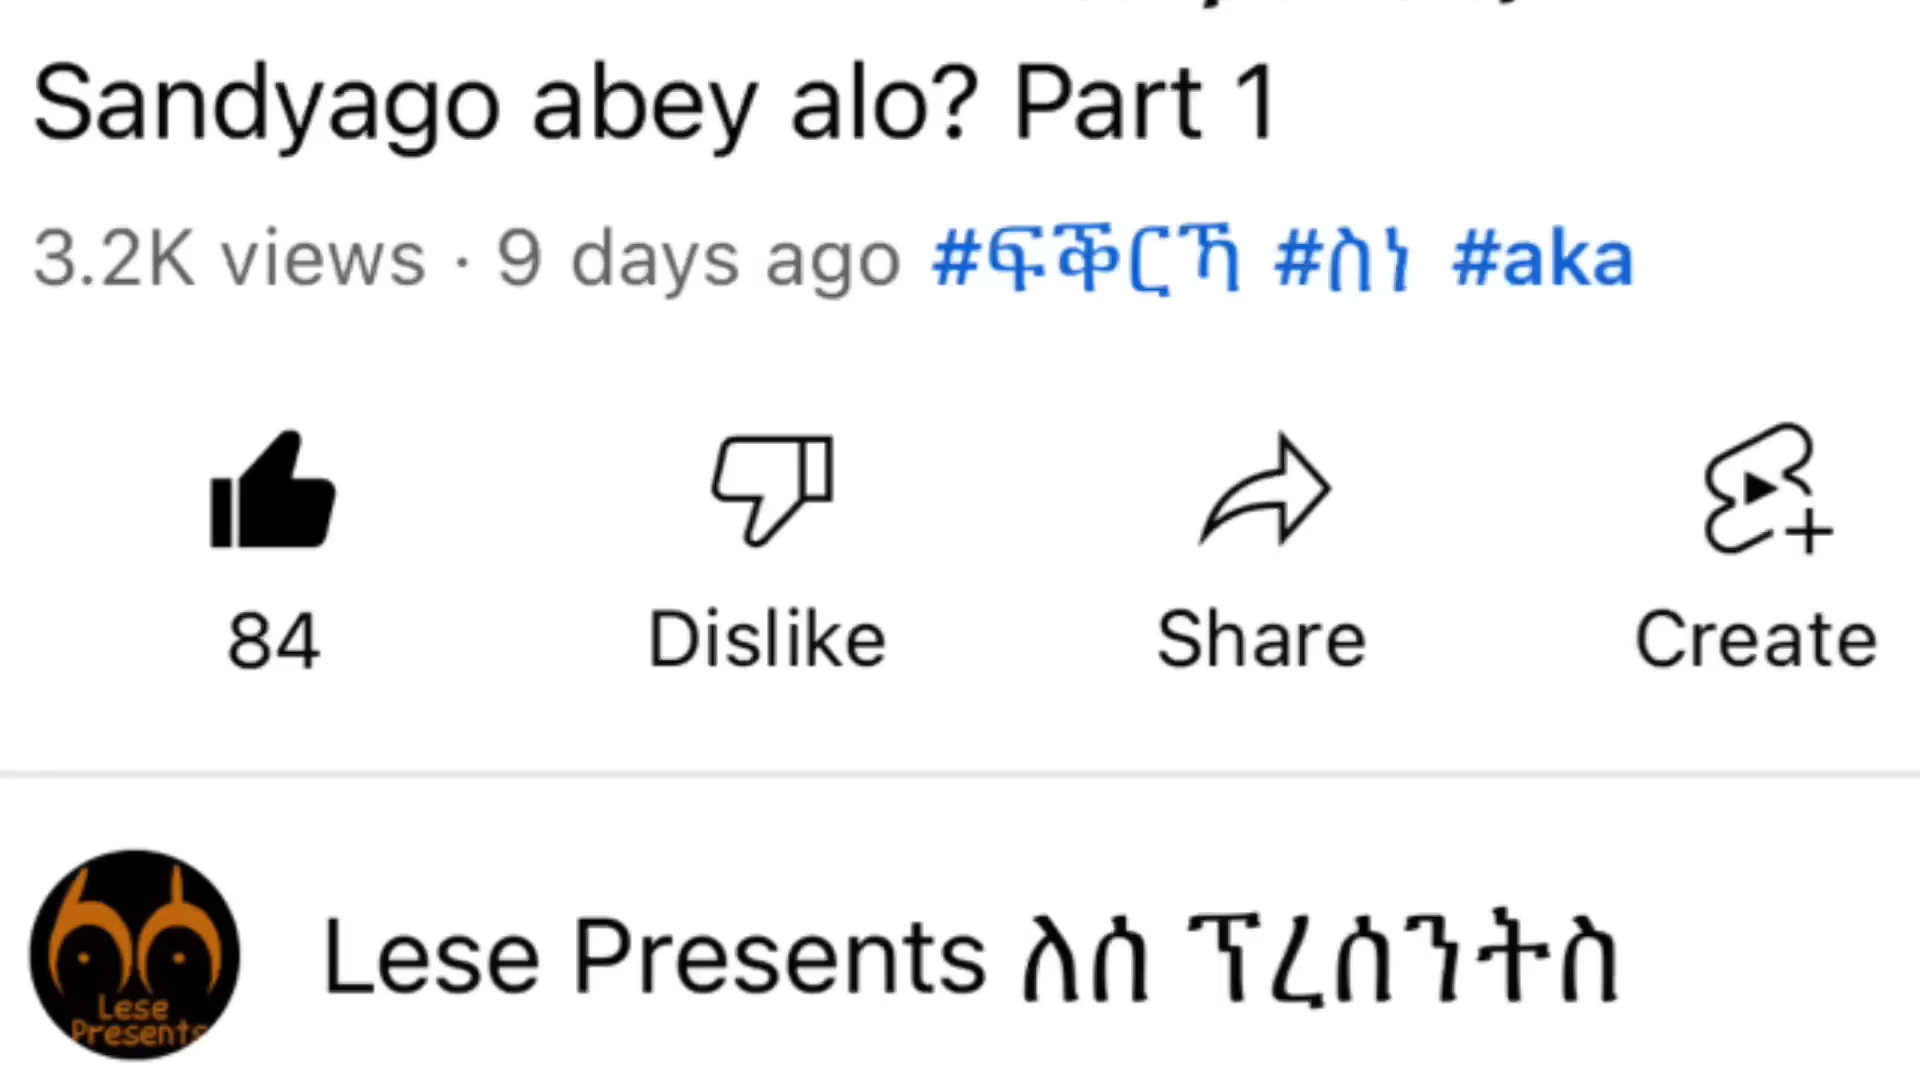 Sandyago abey alo? Part 1
3.2K views · 9 days ago #ፍቕርኻ #ስነ #aka
84 Dislike Share Create
Lese Presents ለሰ ፕረሰንትስ
Lese
Presents